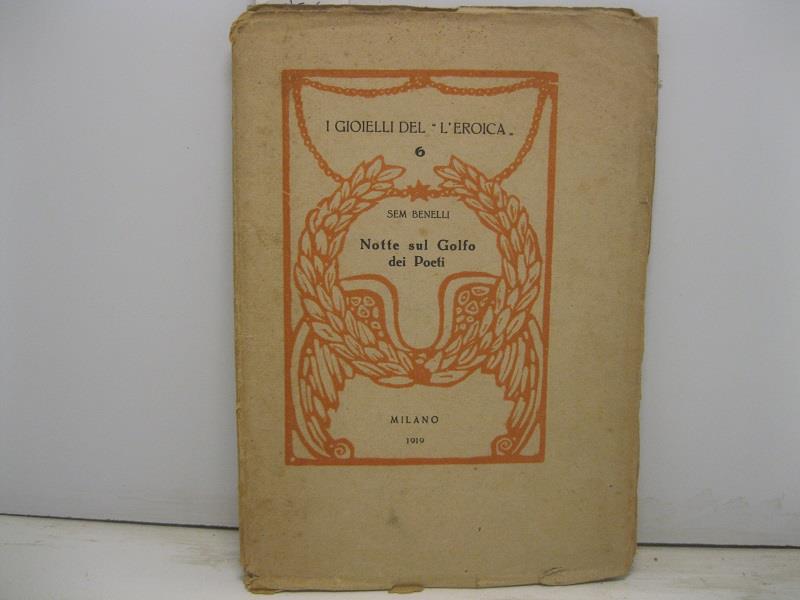 I GIOIELLI DEL “ L'EROICA „
6
SEM BENELLI
Notte sul Golfo
dei Poeti
MILANO
1919